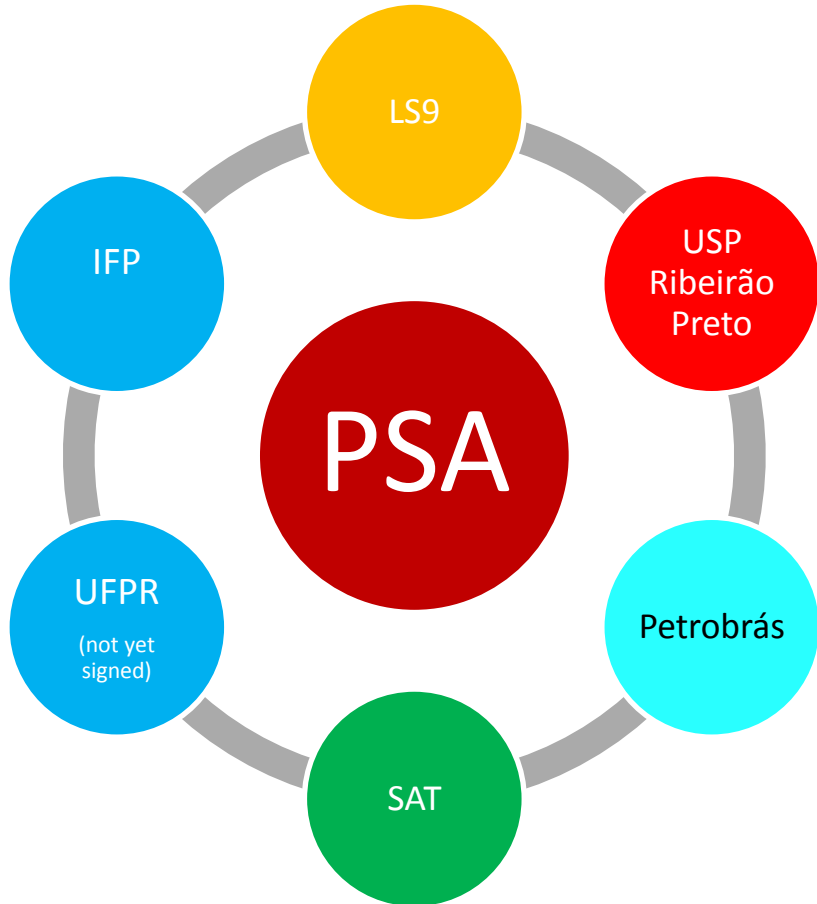 LS9
IFP
USP
Ribeirão
Preto
PSA
UFPR
(not yet
signed)
Petrobrás
SAT